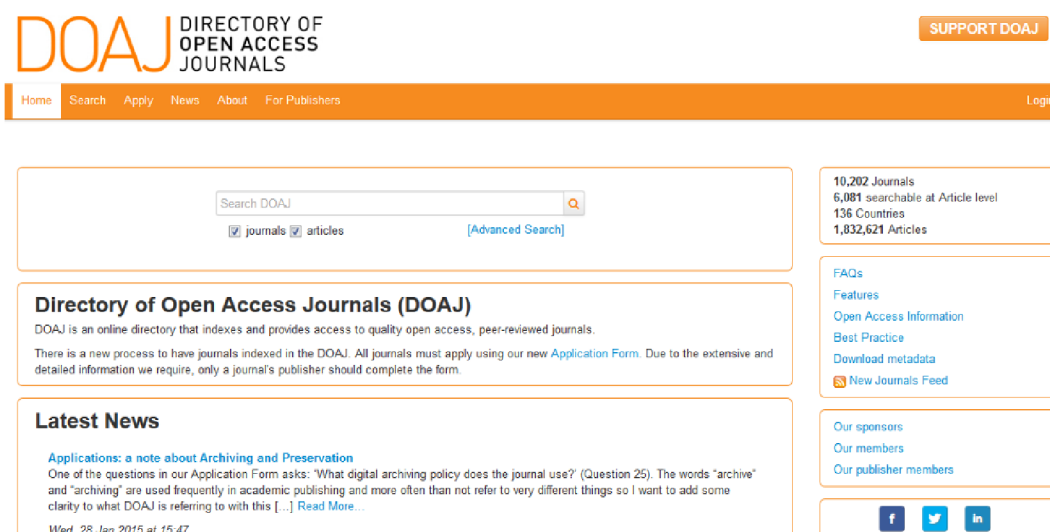 DOAJ DIRECTORY OF
OPEN ACCESS
JOURNALS
SUPPORT DOAJ
Home Search Apply News About For Publishers Login
Search DOAJ
journals articles [Advanced Search]
Directory of Open Access Journals (DOAJ)
DOAJ is an online directory that indexes and provides access to quality open access, peer-reviewed journals.
There is a new process to have journals indexed in the DOAJ. All journals must apply using our new Application Form. Due to the extensive and
detailed information we require, only a journal's publisher should complete the form.
Latest News
Applications: a note about Archiving and Preservation
One of the questions in our Application Form asks: “What digital archiving policy does the journal use?’ (Question 25). The words “archive”
and “archiving” are used frequently in academic publishing and more often than not refer to very different things so I want to add some
clarity to what DOAJ is referring to with this […] Read More...
Wed, 28 Jan 2015 at 15:47
10,202 Journals
6,081 searchable at Article level
136 Countries
1,832,621 Articles
FAQs
Features
Open Access Information
Best Practice
Download metadata
New Journals Feed
Our sponsors
Our members
Our publisher members
f in